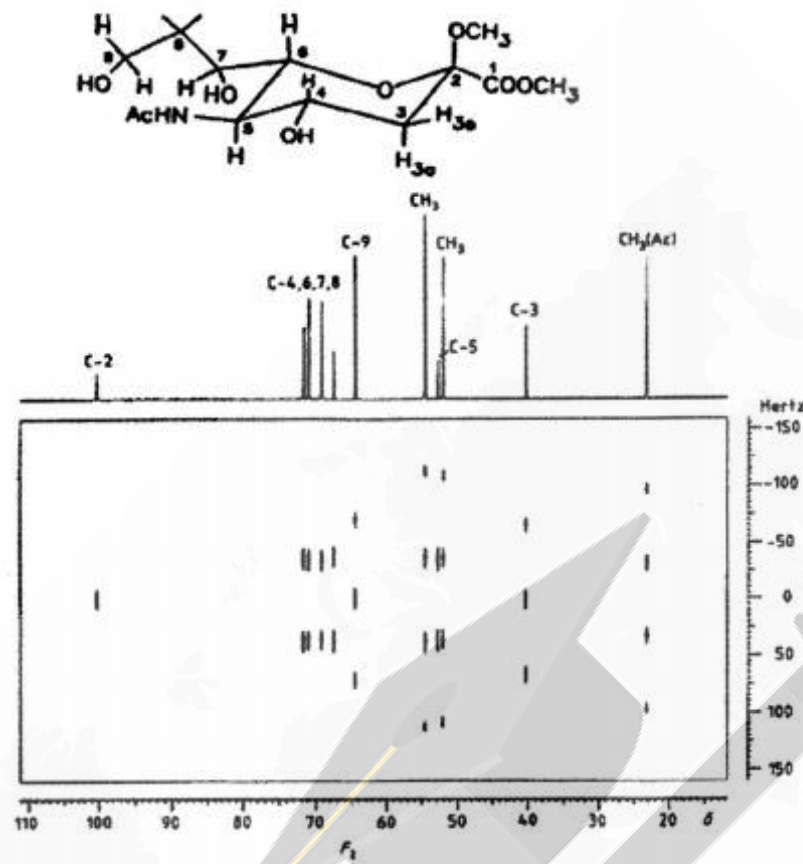 H
8
6
OCH₃
H
6
7
1
9
HO
H
H
HO
H
4
O
2
COOCH₃
AcHN
5
OH
3
H₃ₑ
H
H₃ₐ
CH₃
C-9
CH₃
CH₃(Ac)
C-4,6,7,8
C-3
C-5
C-2
Hertz
-150
-100
-50
0
50
100
150
110 100 90 80 70 60 50 40 30 20 δ
F₂